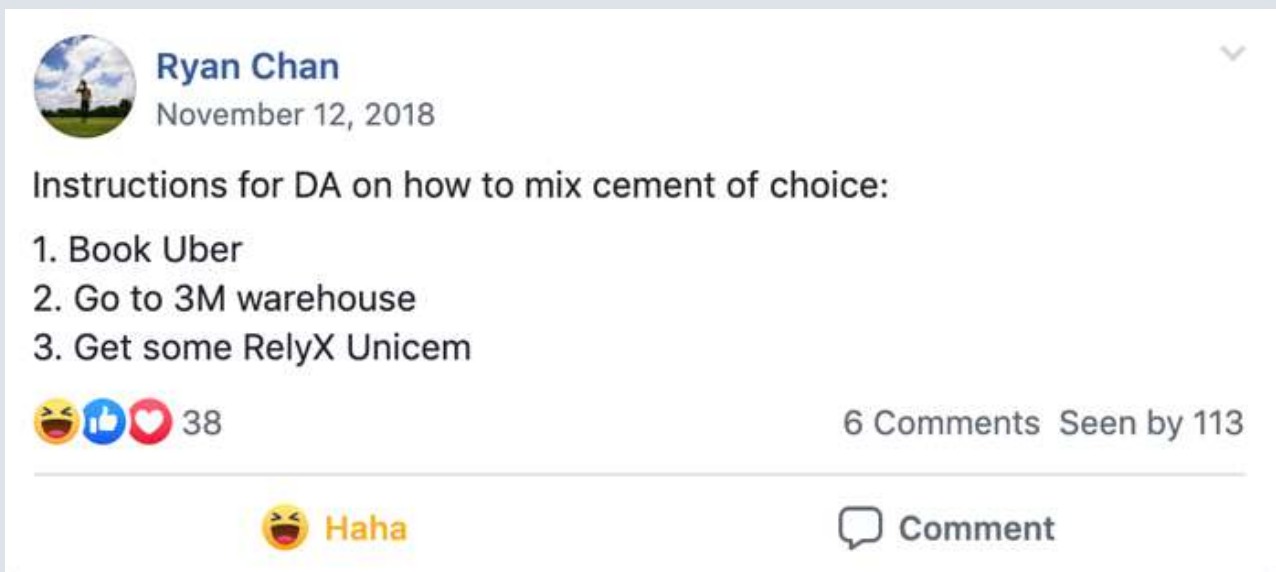 Ryan Chan
November 12, 2018
Instructions for DA on how to mix cement of choice:
1. Book Uber
2. Go to 3M warehouse
3. Get some RelyX Unicem
38
6 Comments Seen by 113
Haha
Comment